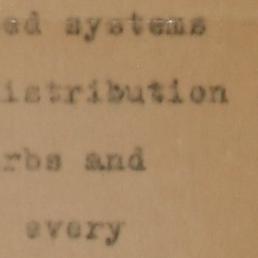 ed systems
istribution
rbs and
every